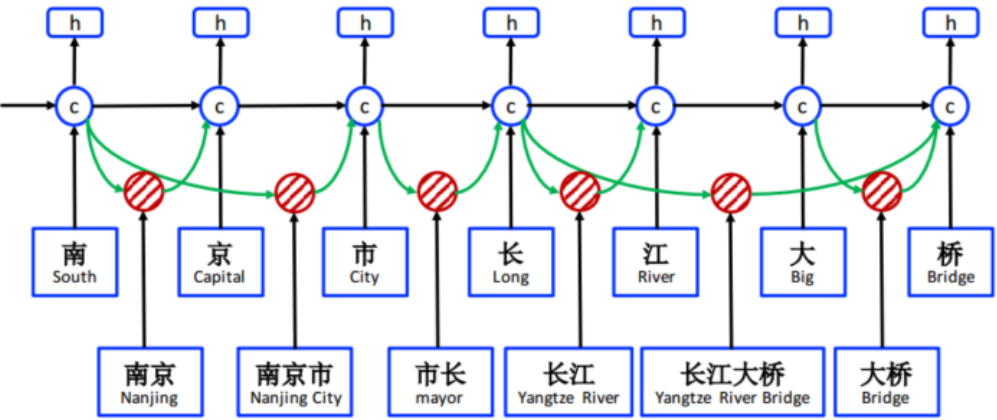 h h h h h h h
c c c c c c c
南 京 市 长 江 大 桥
South Capital City Long River Big Bridge
南京 南京市 市长 长江 长江大桥 大桥
Nanjing Nanjing City mayor Yangtze River Yangtze River Bridge Bridge